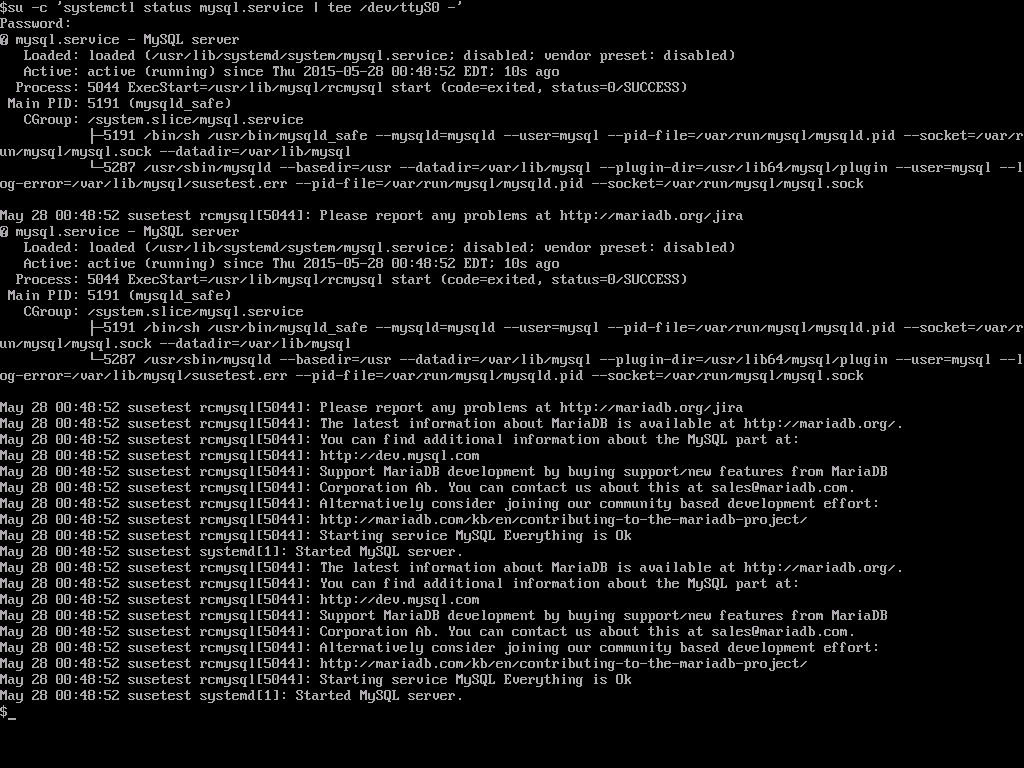 $su -c 'systemctl status mysql.service | tee /dev/ttyS0 -'
Password:
� mysql.service - MySQL server
   Loaded: loaded (/usr/lib/systemd/system/mysql.service; disabled; vendor preset: disabled)
   Active: active (running) since Thu 2015-05-28 00:48:52 EDT; 10s ago
  Process: 5044 ExecStart=/usr/lib/mysql/rcmysql start (code=exited, status=0/SUCCESS)
 Main PID: 5191 (mysqld_safe)
   CGroup: /system.slice/mysql.service
           ├─5191 /bin/sh /usr/bin/mysqld_safe --mysqld=mysqld --user=mysql --pid-file=/var/run/mysql/mysqld.pid --socket=/var/r
un/mysql/mysql.sock --datadir=/var/lib/mysql
           └─5287 /usr/sbin/mysqld --basedir=/usr --datadir=/var/lib/mysql --plugin-dir=/usr/lib64/mysql/plugin --user=mysql --l
og-error=/var/lib/mysql/susetest.err --pid-file=/var/run/mysql/mysqld.pid --socket=/var/run/mysql/mysql.sock

May 28 00:48:52 susetest rcmysql[5044]: Please report any problems at http://mariadb.org/jira
� mysql.service - MySQL server
   Loaded: loaded (/usr/lib/systemd/system/mysql.service; disabled; vendor preset: disabled)
   Active: active (running) since Thu 2015-05-28 00:48:52 EDT; 10s ago
  Process: 5044 ExecStart=/usr/lib/mysql/rcmysql start (code=exited, status=0/SUCCESS)
 Main PID: 5191 (mysqld_safe)
   CGroup: /system.slice/mysql.service
           ├─5191 /bin/sh /usr/bin/mysqld_safe --mysqld=mysqld --user=mysql --pid-file=/var/run/mysql/mysqld.pid --socket=/var/r
un/mysql/mysql.sock --datadir=/var/lib/mysql
           └─5287 /usr/sbin/mysqld --basedir=/usr --datadir=/var/lib/mysql --plugin-dir=/usr/lib64/mysql/plugin --user=mysql --l
og-error=/var/lib/mysql/susetest.err --pid-file=/var/run/mysql/mysqld.pid --socket=/var/run/mysql/mysql.sock

May 28 00:48:52 susetest rcmysql[5044]: Please report any problems at http://mariadb.org/jira
May 28 00:48:52 susetest rcmysql[5044]: The latest information about MariaDB is available at http://mariadb.org/.
May 28 00:48:52 susetest rcmysql[5044]: You can find additional information about the MySQL part at:
May 28 00:48:52 susetest rcmysql[5044]: http://dev.mysql.com
May 28 00:48:52 susetest rcmysql[5044]: Support MariaDB development by buying support/new features from MariaDB
May 28 00:48:52 susetest rcmysql[5044]: Corporation Ab. You can contact us about this at sales@mariadb.com.
May 28 00:48:52 susetest rcmysql[5044]: Alternatively consider joining our community based development effort:
May 28 00:48:52 susetest rcmysql[5044]: http://mariadb.com/kb/en/contributing-to-the-mariadb-project/
May 28 00:48:52 susetest rcmysql[5044]: Starting service MySQL Everything is Ok
May 28 00:48:52 susetest systemd[1]: Started MySQL server.
May 28 00:48:52 susetest rcmysql[5044]: The latest information about MariaDB is available at http://mariadb.org/.
May 28 00:48:52 susetest rcmysql[5044]: You can find additional information about the MySQL part at:
May 28 00:48:52 susetest rcmysql[5044]: http://dev.mysql.com
May 28 00:48:52 susetest rcmysql[5044]: Support MariaDB development by buying support/new features from MariaDB
May 28 00:48:52 susetest rcmysql[5044]: Corporation Ab. You can contact us about this at sales@mariadb.com.
May 28 00:48:52 susetest rcmysql[5044]: Alternatively consider joining our community based development effort:
May 28 00:48:52 susetest rcmysql[5044]: http://mariadb.com/kb/en/contributing-to-the-mariadb-project/
May 28 00:48:52 susetest rcmysql[5044]: Starting service MySQL Everything is Ok
May 28 00:48:52 susetest systemd[1]: Started MySQL server.
$_